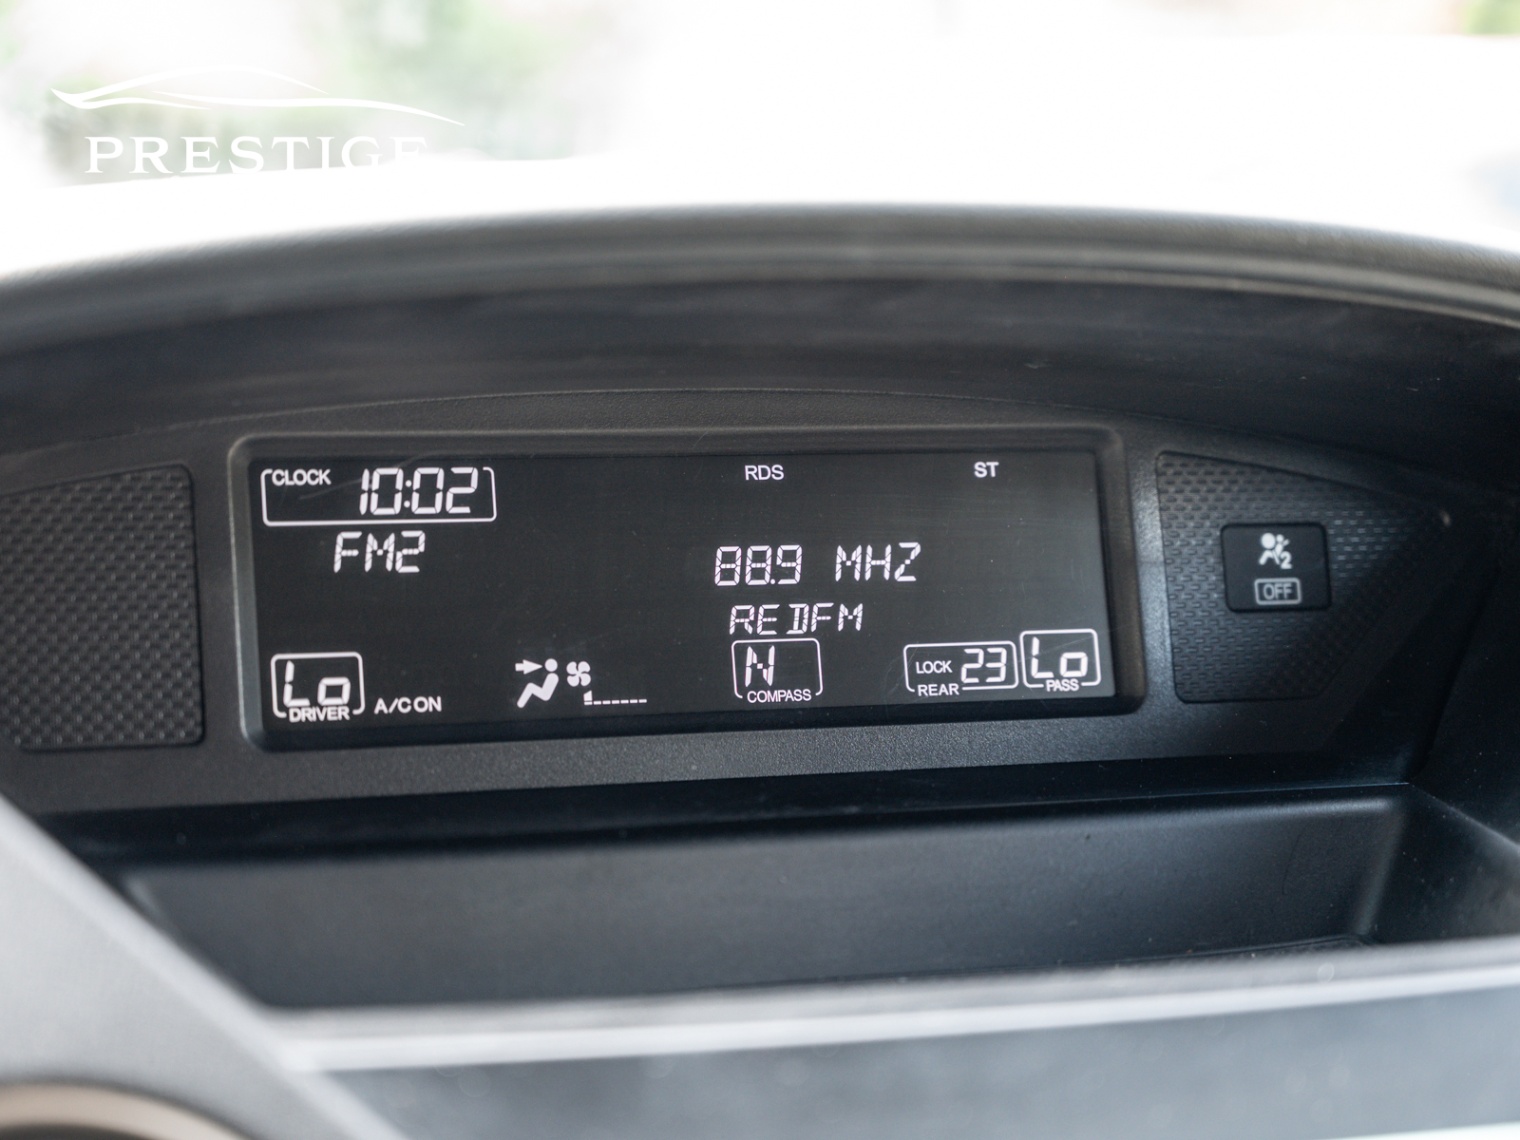 PRESTIGE
CLOCK 10:02 RDS ST
FM2 88.9 MHZ
REDFM
Lo DRIVER A/C ON
N COMPASS
LOCK 23 REAR
Lo PASS
2
OFF